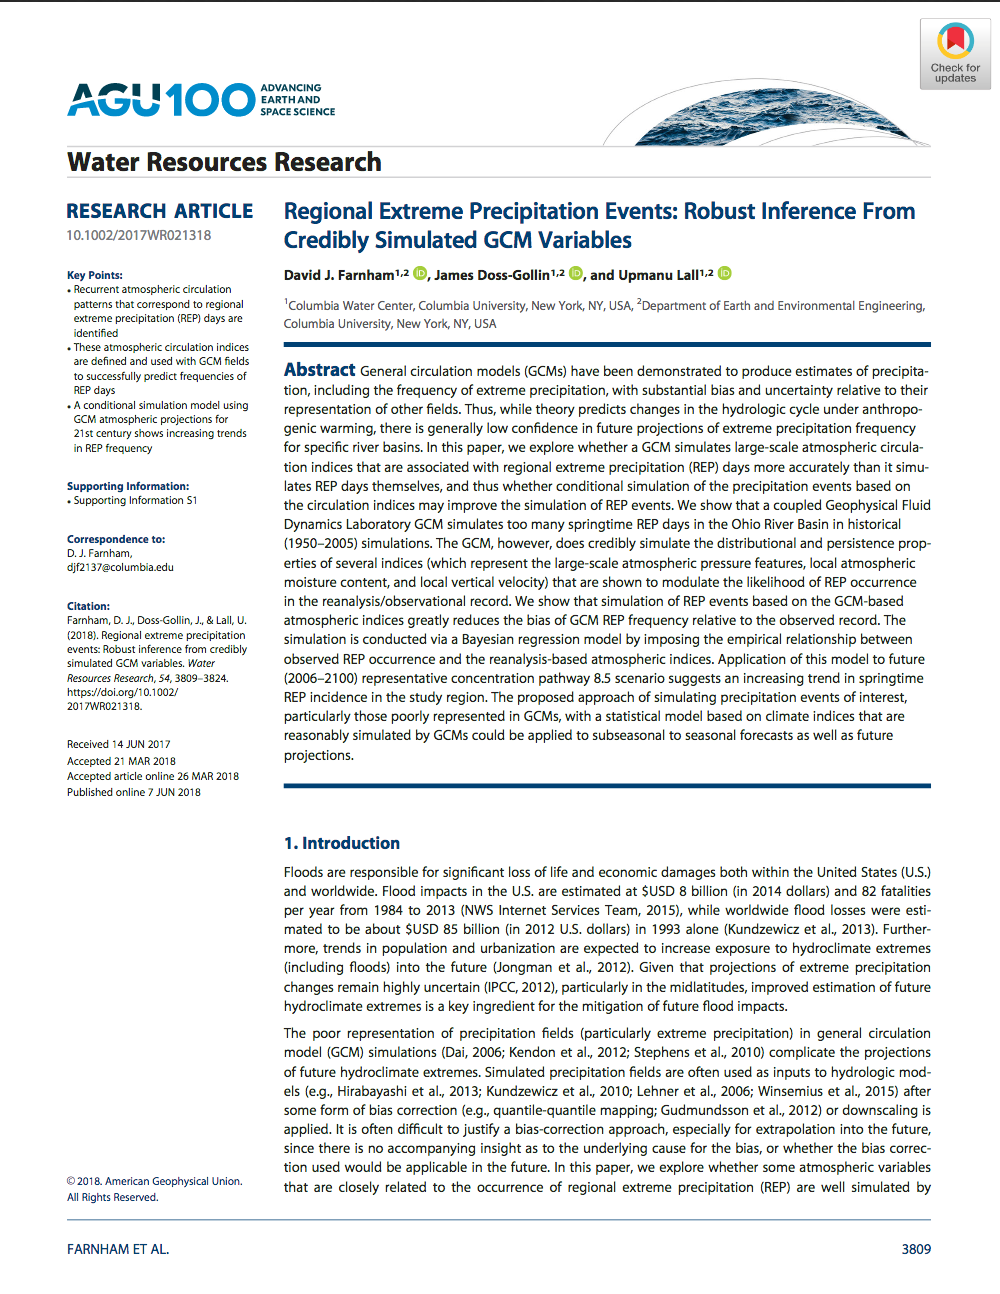 Check for
updates
AGU100 ADVANCING
EARTH AND
SPACE SCIENCE
Water Resources Research
RESEARCH ARTICLE
10.1002/2017WR021318
Key Points:
• Recurrent atmospheric circulation
patterns that correspond to regional
extreme precipitation (REP) days are
identified
• These atmospheric circulation indices
are defined and used with GCM fields
to successfully predict frequencies of
REP days
• A conditional simulation model using
GCM atmospheric projections for
21st century shows increasing trends
in REP frequency
Supporting Information:
• Supporting Information S1
Correspondence to:
D. J. Farnham,
djf2137@columbia.edu
Citation:
Farnham, D. J., Doss-Gollin, J., & Lall, U.
(2018). Regional extreme precipitation
events: Robust inference from credibly
simulated GCM variables. Water
Resources Research, 54, 3809–3824.
https://doi.org/10.1002/
2017WR021318.
Received 14 JUN 2017
Accepted 21 MAR 2018
Accepted article online 26 MAR 2018
Published online 7 JUN 2018
Regional Extreme Precipitation Events: Robust Inference From
Credibly Simulated GCM Variables
David J. Farnham1,2 iD, James Doss-Gollin1,2 iD, and Upmanu Lall1,2 iD
1Columbia Water Center, Columbia University, New York, NY, USA, 2Department of Earth and Environmental Engineering,
Columbia University, New York, NY, USA
Abstract General circulation models (GCMs) have been demonstrated to produce estimates of precipita-
tion, including the frequency of extreme precipitation, with substantial bias and uncertainty relative to their
representation of other fields. Thus, while theory predicts changes in the hydrologic cycle under anthropo-
genic warming, there is generally low confidence in future projections of extreme precipitation frequency
for specific river basins. In this paper, we explore whether a GCM simulates large-scale atmospheric circula-
tion indices that are associated with regional extreme precipitation (REP) days more accurately than it simu-
lates REP days themselves, and thus whether conditional simulation of the precipitation events based on
the circulation indices may improve the simulation of REP events. We show that a coupled Geophysical Fluid
Dynamics Laboratory GCM simulates too many springtime REP days in the Ohio River Basin in historical
(1950–2005) simulations. The GCM, however, does credibly simulate the distributional and persistence prop-
erties of several indices (which represent the large-scale atmospheric pressure features, local atmospheric
moisture content, and local vertical velocity) that are shown to modulate the likelihood of REP occurrence
in the reanalysis/observational record. We show that simulation of REP events based on the GCM-based
atmospheric indices greatly reduces the bias of GCM REP frequency relative to the observed record. The
simulation is conducted via a Bayesian regression model by imposing the empirical relationship between
observed REP occurrence and the reanalysis-based atmospheric indices. Application of this model to future
(2006–2100) representative concentration pathway 8.5 scenario suggests an increasing trend in springtime
REP incidence in the study region. The proposed approach of simulating precipitation events of interest,
particularly those poorly represented in GCMs, with a statistical model based on climate indices that are
reasonably simulated by GCMs could be applied to subseasonal to seasonal forecasts as well as future
projections.
1. Introduction
Floods are responsible for significant loss of life and economic damages both within the United States (U.S.)
and worldwide. Flood impacts in the U.S. are estimated at $USD 8 billion (in 2014 dollars) and 82 fatalities
per year from 1984 to 2013 (NWS Internet Services Team, 2015), while worldwide flood losses were esti-
mated to be about $USD 85 billion (in 2012 U.S. dollars) in 1993 alone (Kundzewicz et al., 2013). Further-
more, trends in population and urbanization are expected to increase exposure to hydroclimate extremes
(including floods) into the future (Jongman et al., 2012). Given that projections of extreme precipitation
changes remain highly uncertain (IPCC, 2012), particularly in the midlatitudes, improved estimation of future
hydroclimate extremes is a key ingredient for the mitigation of future flood impacts.
The poor representation of precipitation fields (particularly extreme precipitation) in general circulation
model (GCM) simulations (Dai, 2006; Kendon et al., 2012; Stephens et al., 2010) complicate the projections
of future hydroclimate extremes. Simulated precipitation fields are often used as inputs to hydrologic mod-
els (e.g., Hirabayashi et al., 2013; Kundzewicz et al., 2010; Lehner et al., 2006; Winsemius et al., 2015) after
some form of bias correction (e.g., quantile-quantile mapping; Gudmundsson et al., 2012) or downscaling is
applied. It is often difficult to justify a bias-correction approach, especially for extrapolation into the future,
since there is no accompanying insight as to the underlying cause for the bias, or whether the bias correc-
tion used would be applicable in the future. In this paper, we explore whether some atmospheric variables
that are closely related to the occurrence of regional extreme precipitation (REP) are well simulated by
© 2018. American Geophysical Union.
All Rights Reserved.
FARNHAM ET AL.
3809